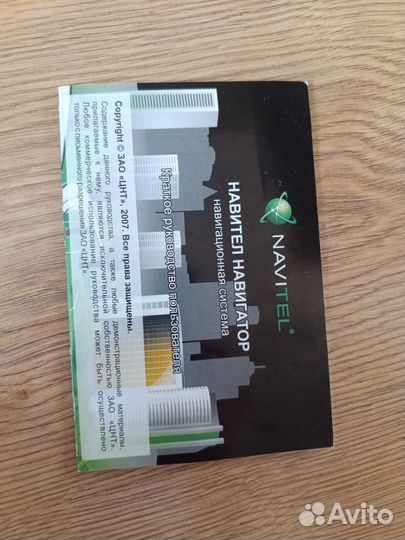 NAVITEL®
НАВИТЕЛ НАВИГАТОР
навигационная система
Краткое руководство пользователя
Copyright © ЗАО «ЦНТ», 2007. Все права защищены.
Содержание данного руководства, а также любые демонстрационные материалы,
прилагаемые к нему, являются исключительной собственностью ЗАО «ЦНТ».
Любое коммерческое использование руководства может быть осуществлено
только с письменного разрешения ЗАО «ЦНТ».
Avito